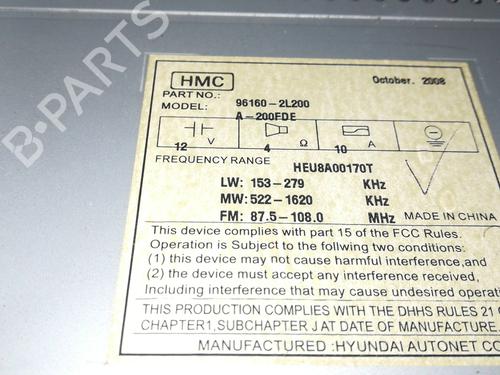 B-PARTS
HMC
October. 2008
PART NO.: 96160-2L200
MODEL: A-200FDE
12 4 Ω 10 A
FREQUENCY RANGE HEU8A00170T
LW: 153-279 KHz
MW: 522-1620 KHz
FM: 87.5-108.0 MHz MADE IN CHINA
This device complies with part 15 of the FCC Rules.
Operation is Subject to the follwing two conditions:
(1) this device may not cause harmful interference,and
(2) the device must accept any interference received,
Including interference that may cause undesired operation
THIS PRODUCTION COMPLIES WITH THE DHHS RULES 21 C
CHAPTER1,SUBCHAPTER J AT DATE OF MANUFACTURE.
MANUFACTURED :HYUNDAI AUTONET CO